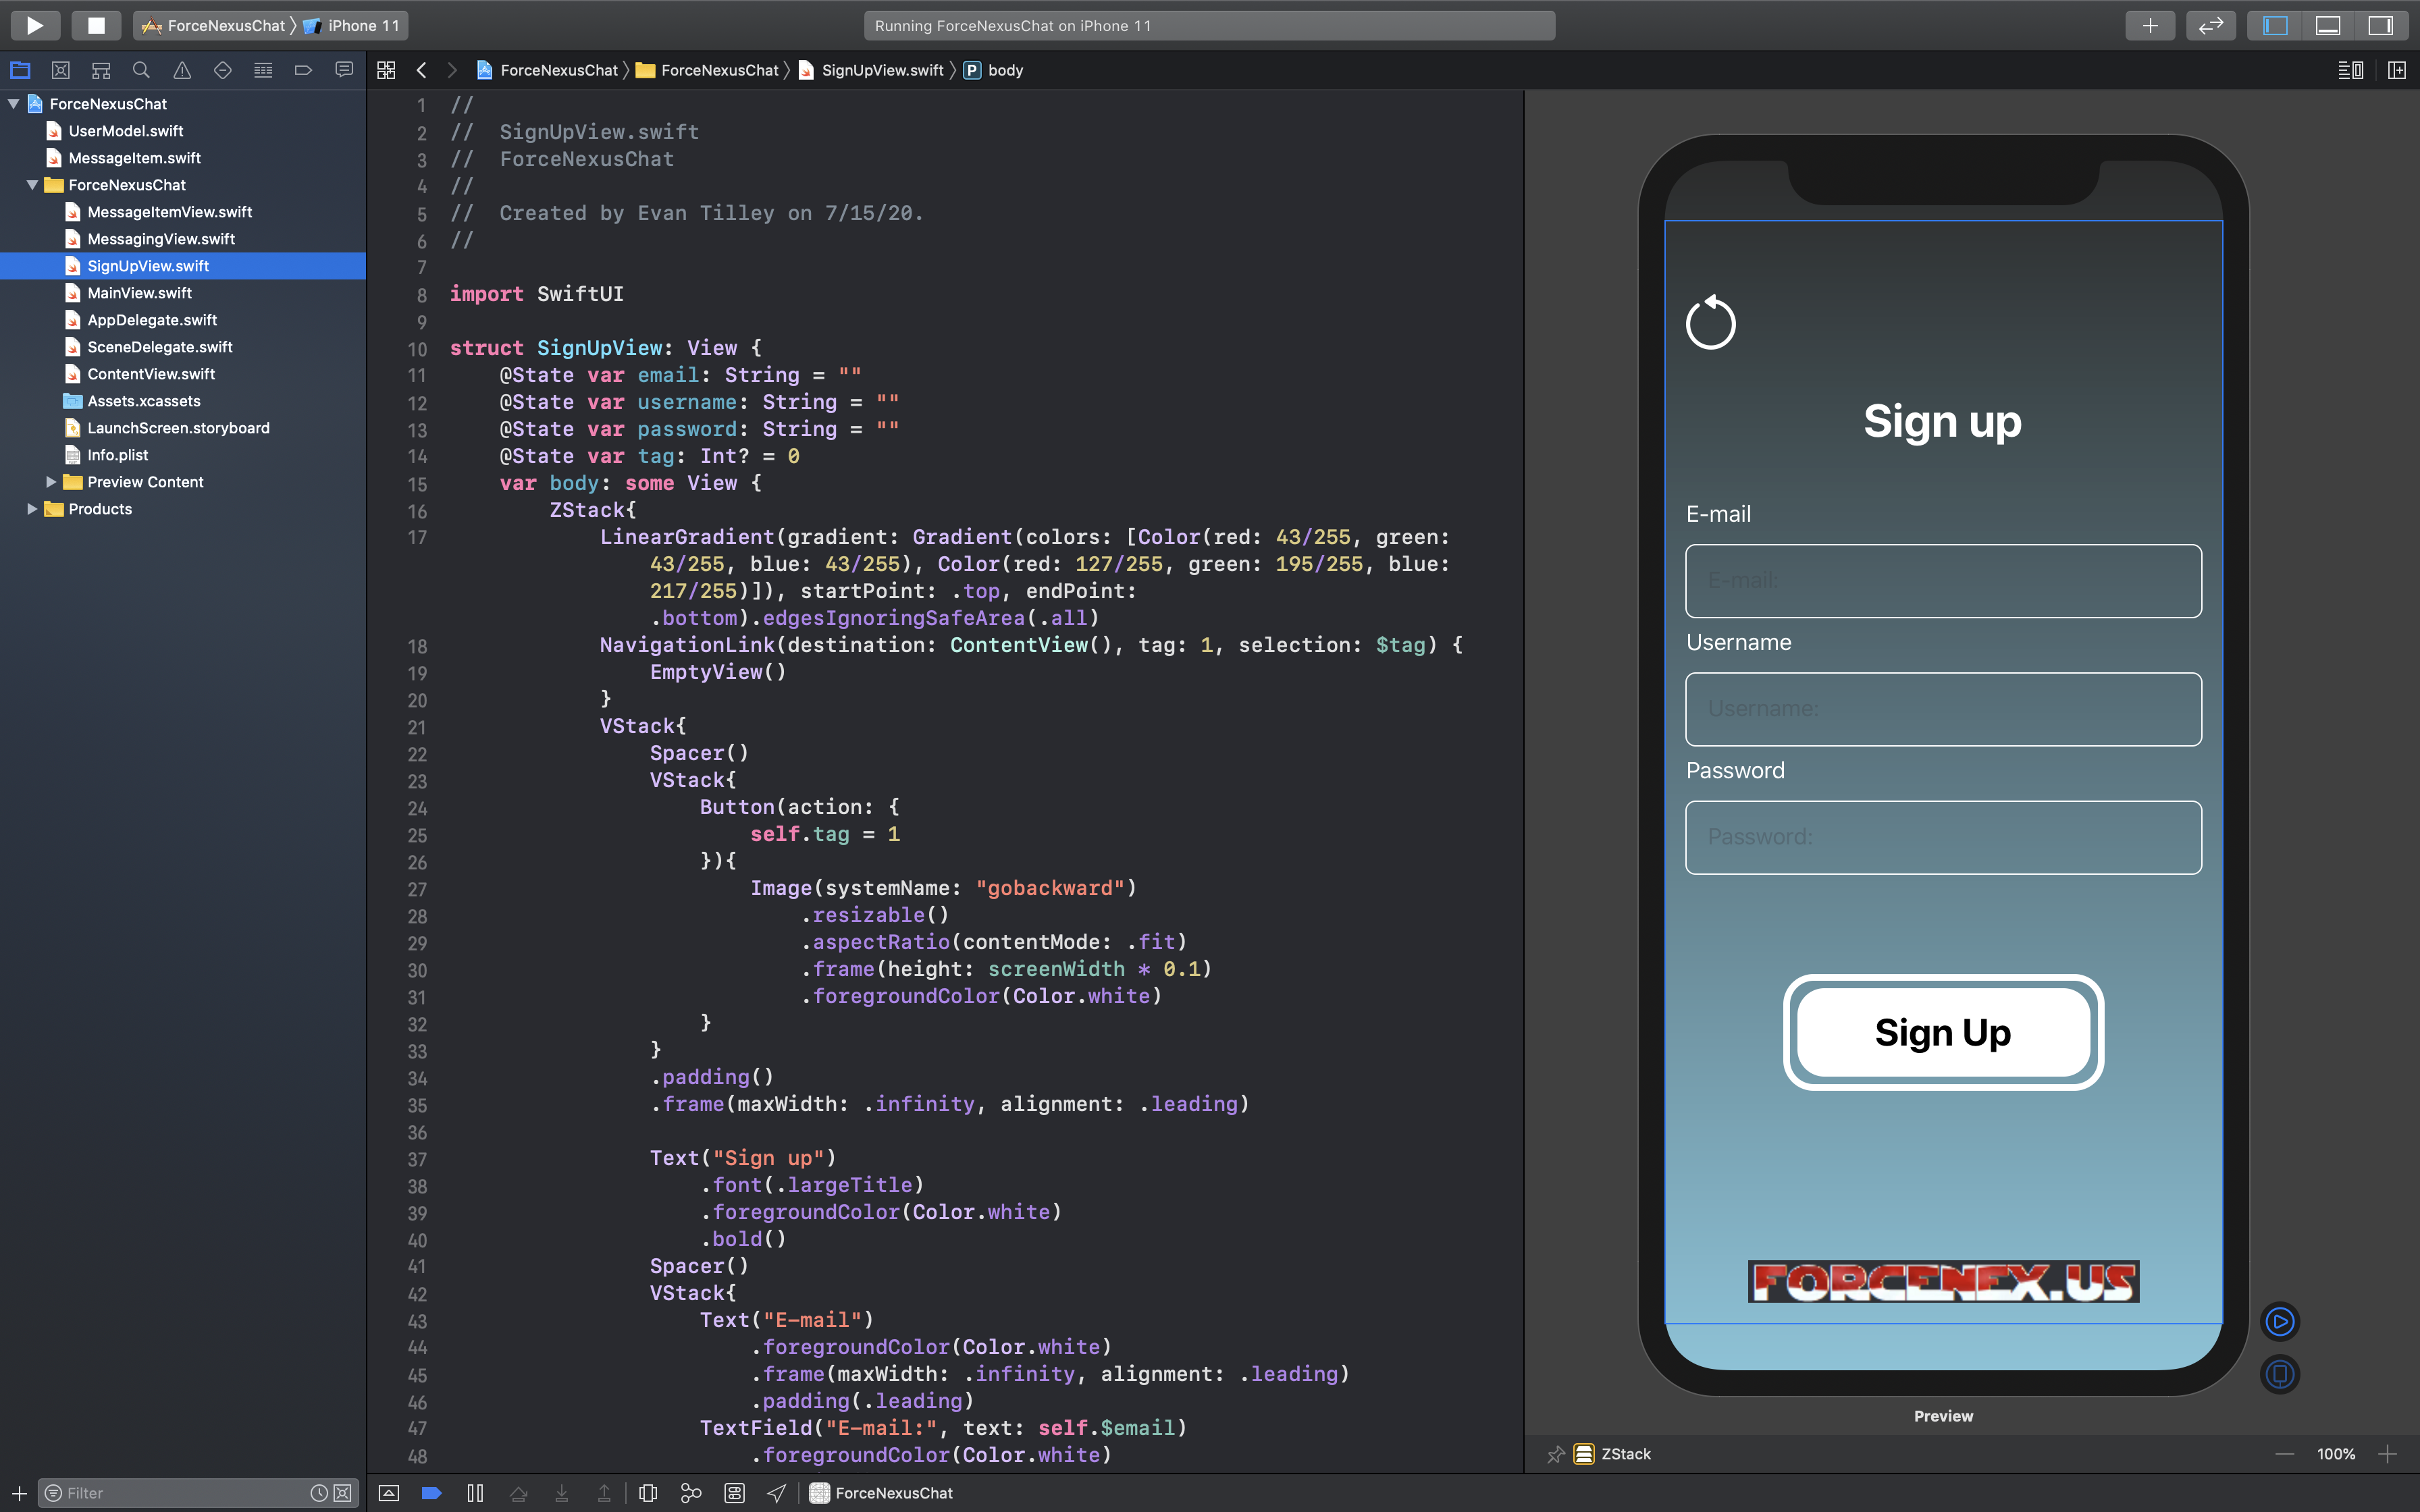 ForceNexusChat
iPhone 11
Running ForceNexusChat on iPhone 11
ForceNexusChat
ForceNexusChat
SignUpView.swift
P
body
ForceNexusChat
UserModel.swift
MessageItem.swift
ForceNexusChat
MessageItemView.swift
MessagingView.swift
SignUpView.swift
MainView.swift
AppDelegate.swift
SceneDelegate.swift
ContentView.swift
Assets.xcassets
LaunchScreen.storyboard
Info.plist
Preview Content
Products
Filter
1 //
2 // SignUpView.swift
3 // ForceNexusChat
4 //
5 // Created by Evan Tilley on 7/15/20.
6 //
7
8 import SwiftUI
9
10 struct SignUpView: View {
11 @State var email: String = ""
12 @State var username: String = ""
13 @State var password: String = ""
14 @State var tag: Int? = 0
15 var body: some View {
16 ZStack{
17 LinearGradient(gradient: Gradient(colors: [Color(red: 43/255, green:
43/255, blue: 43/255), Color(red: 127/255, green: 195/255, blue:
217/255)]), startPoint: .top, endPoint:
.bottom).edgesIgnoringSafeArea(.all)
18 NavigationLink(destination: ContentView(), tag: 1, selection: $tag) {
19 EmptyView()
20 }
21 VStack{
22 Spacer()
23 VStack{
24 Button(action: {
25 self.tag = 1
26 }){
27 Image(systemName: "gobackward")
28 .resizable()
29 .aspectRatio(contentMode: .fit)
30 .frame(height: screenWidth * 0.1)
31 .foregroundColor(Color.white)
32 }
33 }
34 .padding()
35 .frame(maxWidth: .infinity, alignment: .leading)
36
37 Text("Sign up")
38 .font(.largeTitle)
39 .foregroundColor(Color.white)
40 .bold()
41 Spacer()
42 VStack{
43 Text("E-mail")
44 .foregroundColor(Color.white)
45 .frame(maxWidth: .infinity, alignment: .leading)
46 .padding(.leading)
47 TextField("E-mail:", text: self.$email)
48 .foregroundColor(Color.white)
ForceNexusChat
Sign up
E-mail
E-mail:
Username
Username:
Password
Password:
Sign Up
FORCENEX.US
Preview
ZStack
100%